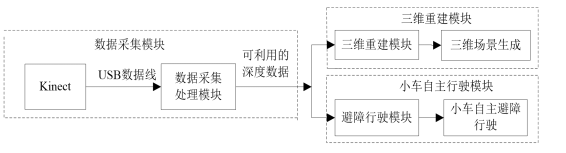 数据采集模块
Kinect
USB数据线
数据采集
处理模块
可利用的
深度数据
三维重建模块
三维重建模块
三维场景生成
小车自主行驶模块
避障行驶模块
小车自主避障
行驶